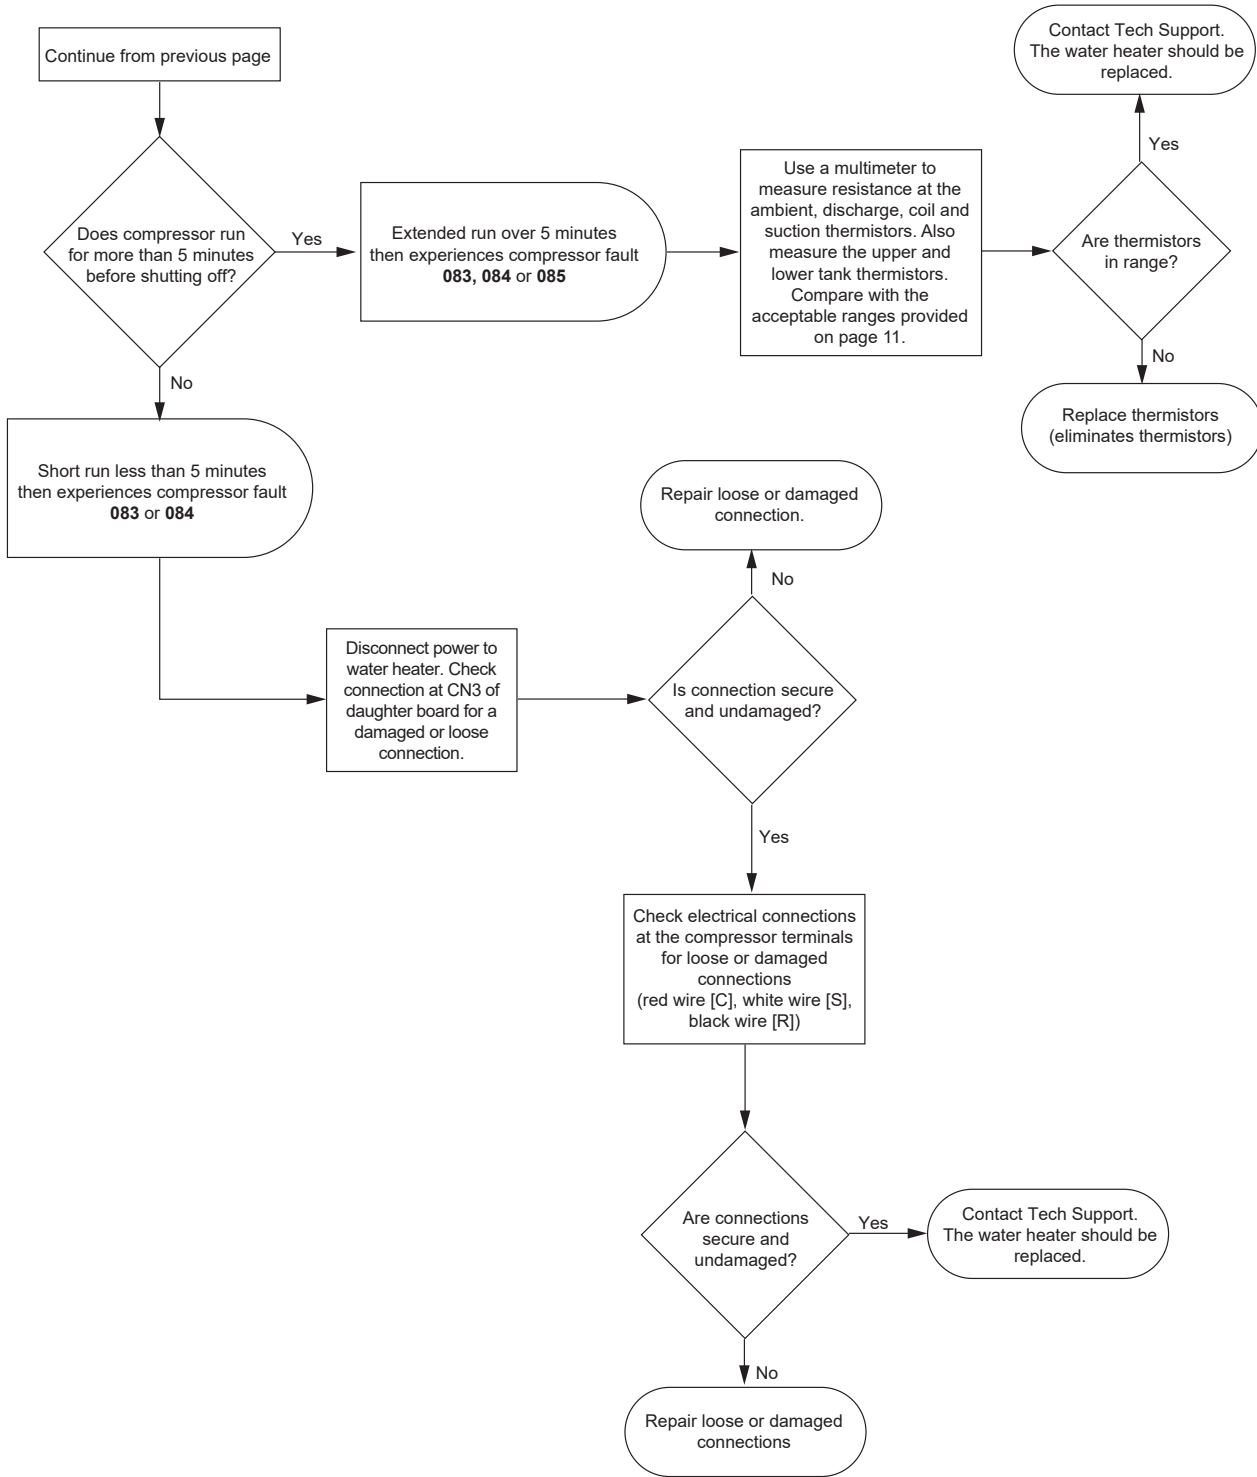 Continue from previous page
Does compressor run
for more than 5 minutes
before shutting off?
Yes
Extended run over 5 minutes
then experiences compressor fault
083, 084 or 085
Use a multimeter to
measure resistance at the
ambient, discharge, coil and
suction thermistors. Also
measure the upper and
lower tank thermistors.
Compare with the
acceptable ranges provided
on page 11.
Are thermistors
in range?
Yes
Contact Tech Support.
The water heater should be
replaced.
No
Replace thermistors
(eliminates thermistors)
No
Short run less than 5 minutes
then experiences compressor fault
083 or 084
Disconnect power to
water heater. Check
connection at CN3 of
daughter board for a
damaged or loose
connection.
Is connection secure
and undamaged?
No
Repair loose or damaged
connection.
Yes
Check electrical connections
at the compressor terminals
for loose or damaged
connections
(red wire [C], white wire [S],
black wire [R])
Are connections
secure and
undamaged?
Yes
Contact Tech Support.
The water heater should be
replaced.
No
Repair loose or damaged
connections